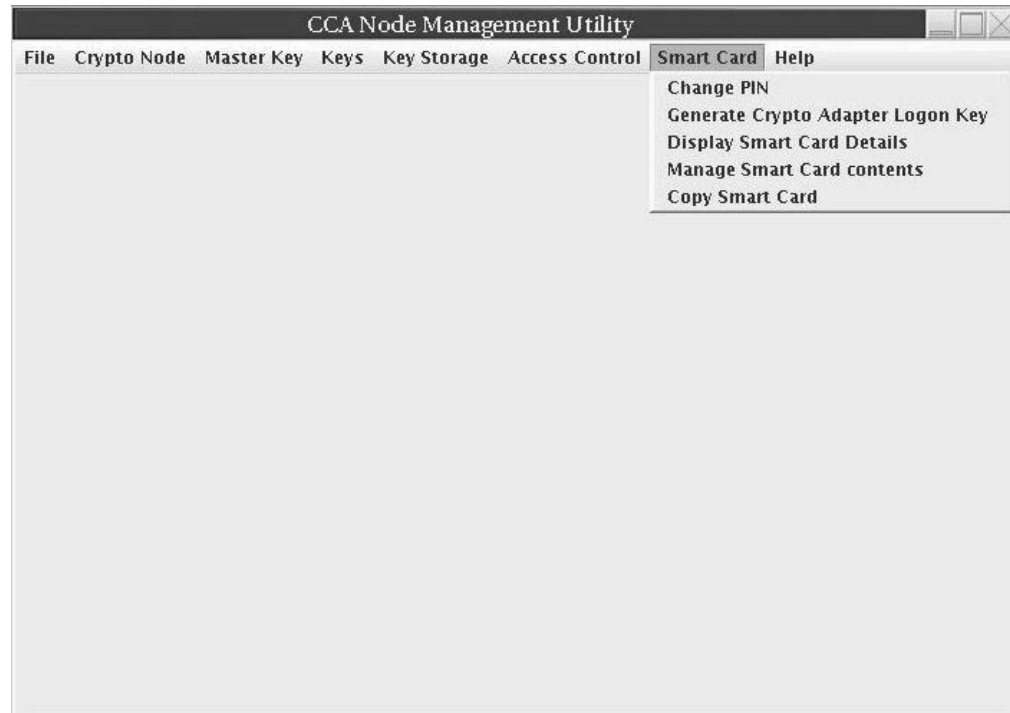 CCA Node Management Utility
File Crypto Node Master Key Keys Key Storage Access Control Smart Card Help
Change PIN
Generate Crypto Adapter Logon Key
Display Smart Card Details
Manage Smart Card contents
Copy Smart Card